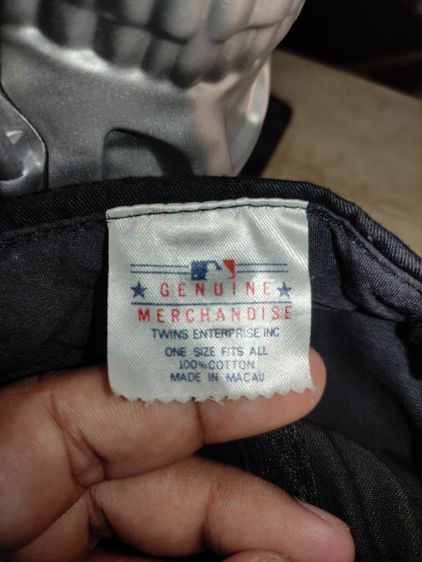 GENUINE
MERCHANDISE
TWINS ENTERPRISE INC
ONE SIZE FITS ALL
100% COTTON
MADE IN MACAU